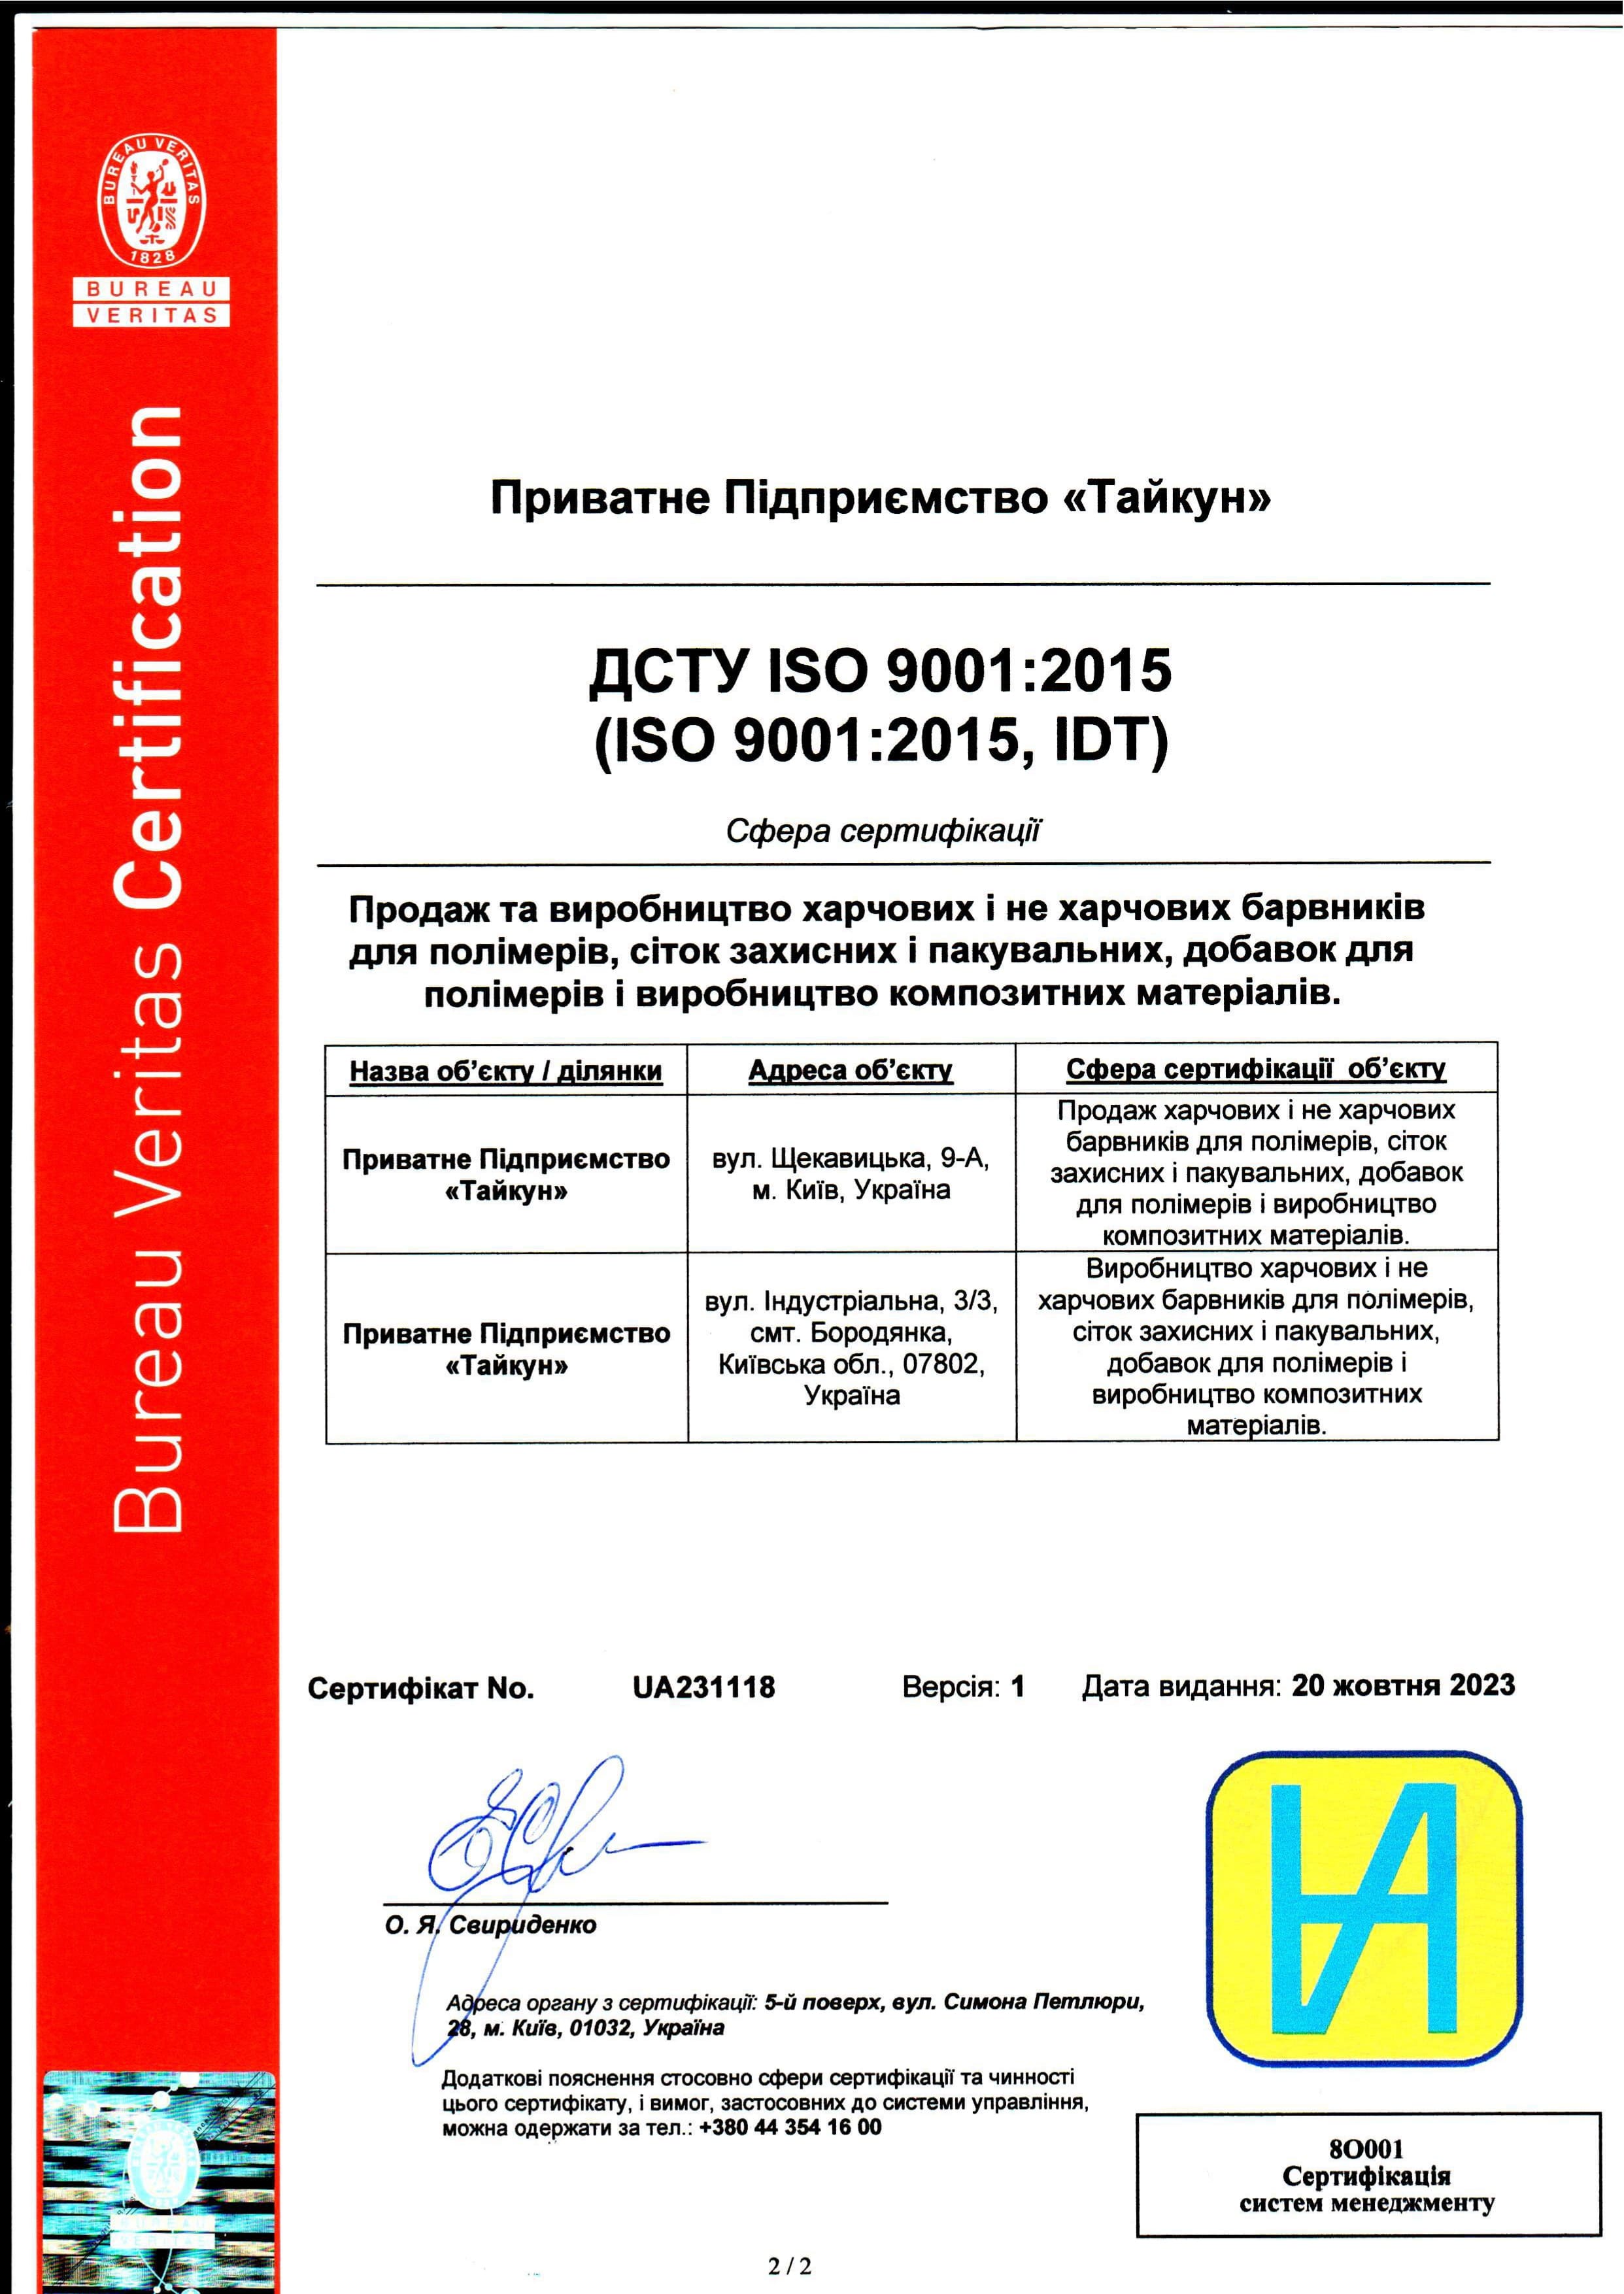 BUREAU VERITAS
1828
BUREAU
VERITAS
Bureau Veritas Certification
Приватне Підприємство «Тайкун»
ДСТУ ISO 9001:2015
(ISO 9001:2015, IDT)
Сфера сертифікації
Продаж та виробництво харчових і не харчових барвників
для полімерів, сіток захисних і пакувальних, добавок для
полімерів і виробництво композитних матеріалів.
Назва об’єкту / ділянки
Адреса об’єкту
Сфера сертифікації об’єкту
Приватне Підприємство
«Тайкун»
вул. Щекавицька, 9-А,
м. Київ, Україна
Продаж харчових і не харчових
барвників для полімерів, сіток
захисних і пакувальних, добавок
для полімерів і виробництво
композитних матеріалів.
Приватне Підприємство
«Тайкун»
вул. Індустріальна, 3/3,
смт. Бородянка,
Київська обл., 07802,
Україна
Виробництво харчових і не
харчових барвників для полімерів,
сіток захисних і пакувальних,
добавок для полімерів і
виробництво композитних
матеріалів.
Сертифікат No. UA231118 Версія: 1 Дата видання: 20 жовтня 2023
О. Я. Свириденко
Адреса органу з сертифікації: 5-й поверх, вул. Симона Петлюри,
28, м. Київ, 01032, Україна
Додаткові пояснення стосовно сфери сертифікації та чинності
цього сертифікату, і вимог, застосовних до системи управління,
можна одержати за тел.: +380 44 354 16 00
UA
8О001
Сертифікація
систем менеджменту
2 / 2